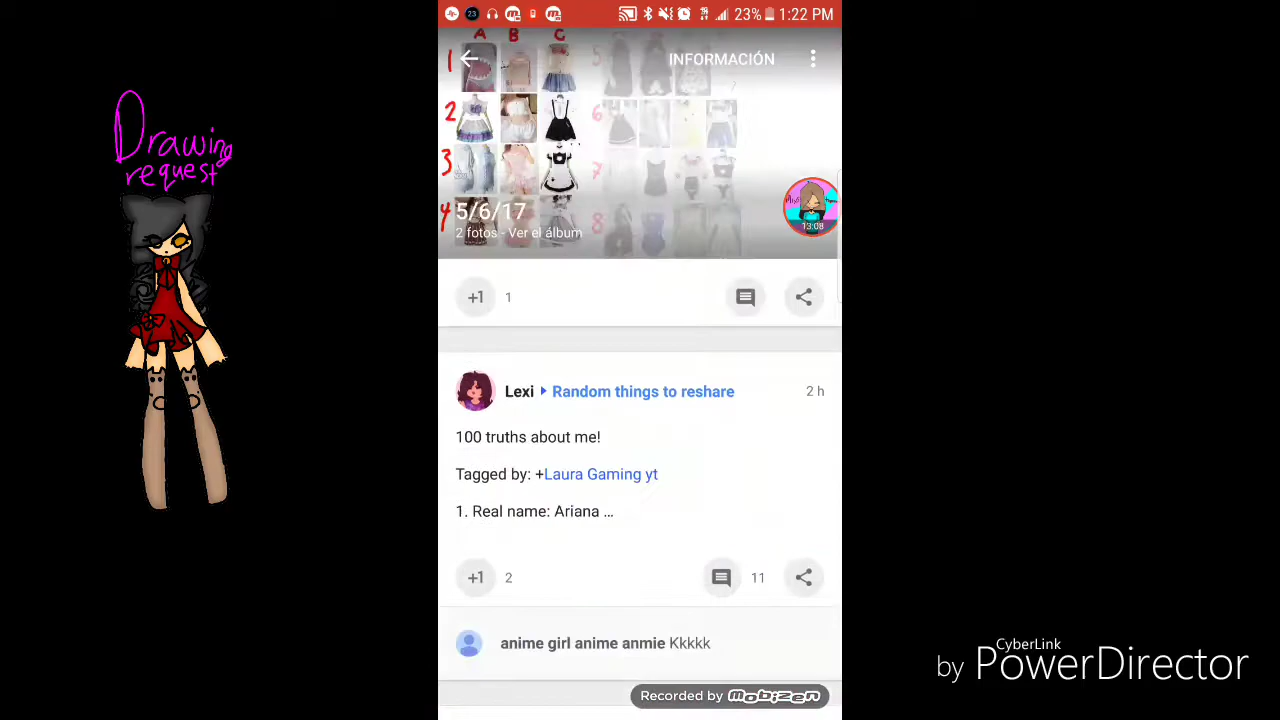 Drawing
request
23
23% 1:22 PM
A B C
1
5
INFORMACIÓN
2
6
3
7
4
8
5/6/17
2 fotos - Ver el álbum
13:08
+1 1
Lexi Random things to reshare 2 h
100 truths about me!
Tagged by: +Laura Gaming yt
1. Real name: Ariana ...
+1 2 11
anime girl anime anmie Kkkkk
Recorded by Mobizen
CyberLink
by PowerDirector